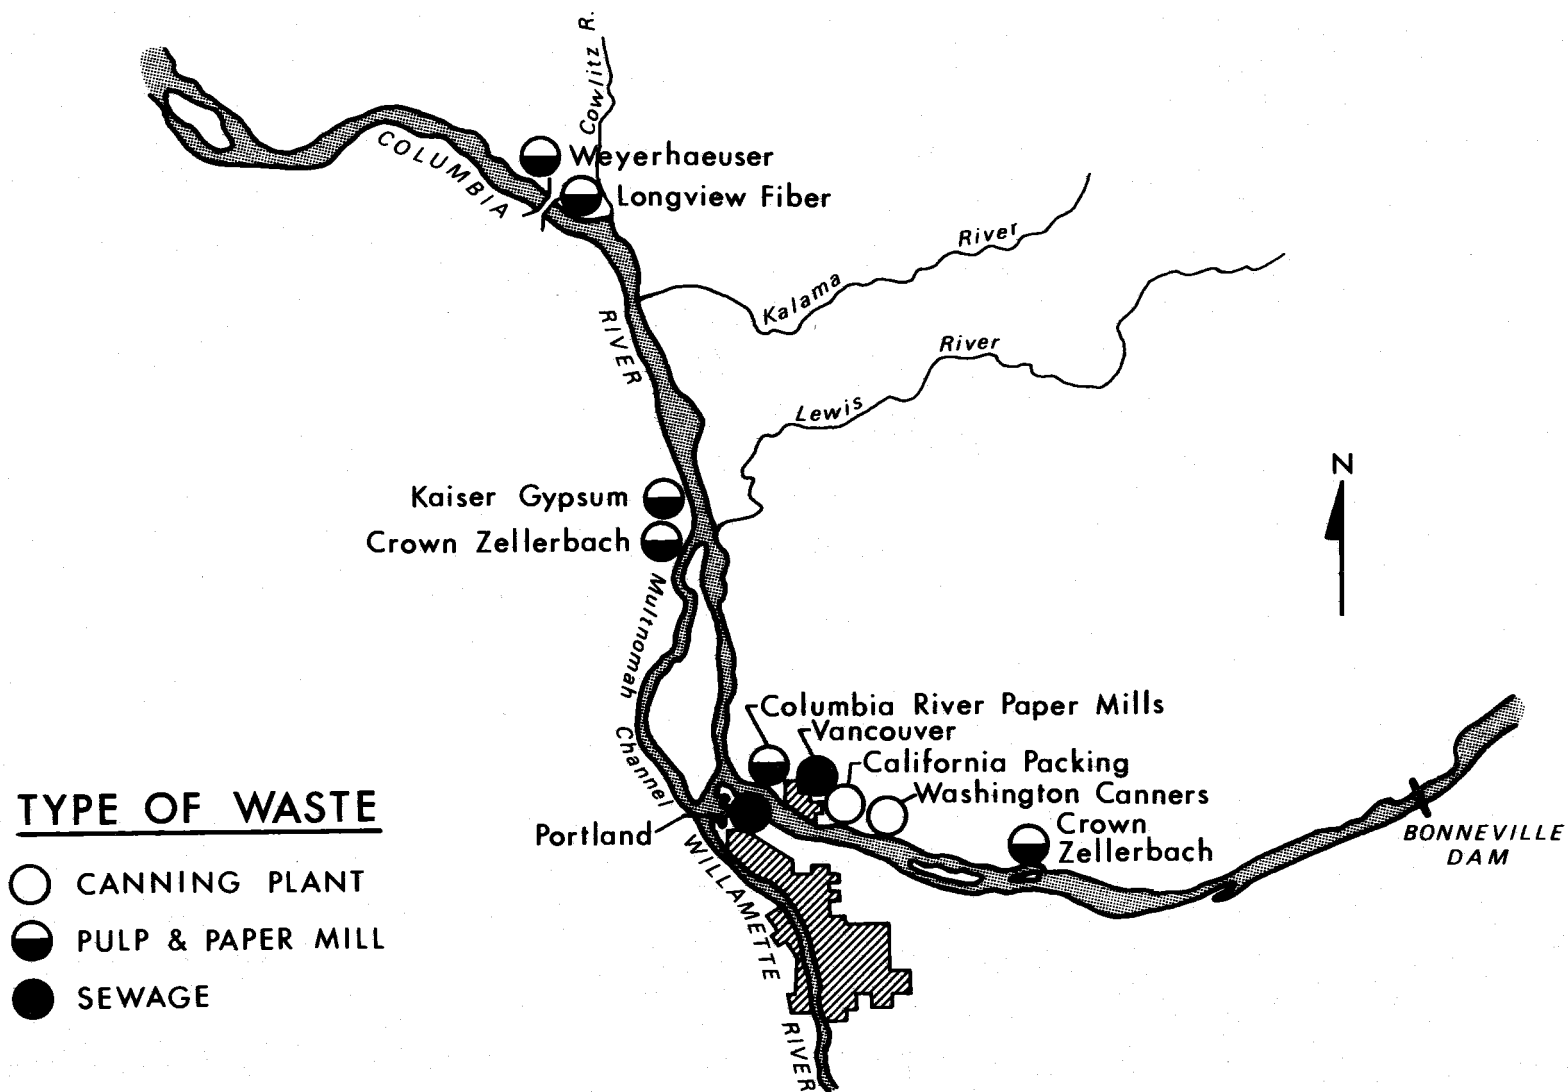 Cowlitz R.
Weyerhaeuser
Longview Fiber
COLUMBIA
RIVER
Kalama River
Lewis River
N
Kaiser Gypsum
Crown Zellerbach
Multnomah Channel
Columbia River Paper Mills
Vancouver
California Packing
Washington Canners
Crown
Zellerbach
BONNEVILLE
DAM
Portland
WILLAMETTE
RIVER
TYPE OF WASTE
CANNING PLANT
PULP & PAPER MILL
SEWAGE